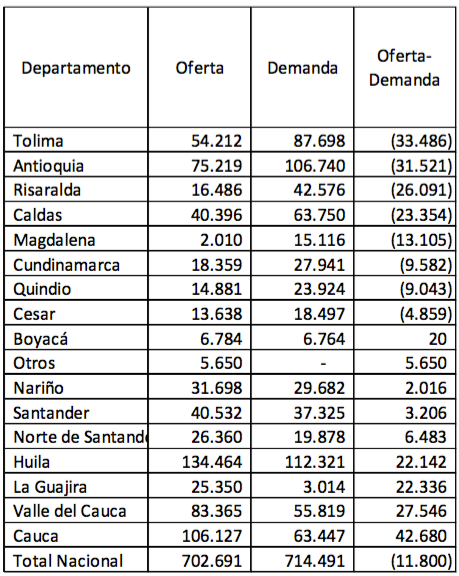 Departamento Oferta Demanda Oferta-
Demanda
Tolima 54.212 87.698 (33.486)
Antioquia 75.219 106.740 (31.521)
Risaralda 16.486 42.576 (26.091)
Caldas 40.396 63.750 (23.354)
Magdalena 2.010 15.116 (13.105)
Cundinamarca 18.359 27.941 (9.582)
Quindio 14.881 23.924 (9.043)
Cesar 13.638 18.497 (4.859)
Boyacá 6.784 6.764 20
Otros 5.650 - 5.650
Nariño 31.698 29.682 2.016
Santander 40.532 37.325 3.206
Norte de Santand 26.360 19.878 6.483
Huila 134.464 112.321 22.142
La Guajira 25.350 3.014 22.336
Valle del Cauca 83.365 55.819 27.546
Cauca 106.127 63.447 42.680
Total Nacional 702.691 714.491 (11.800)